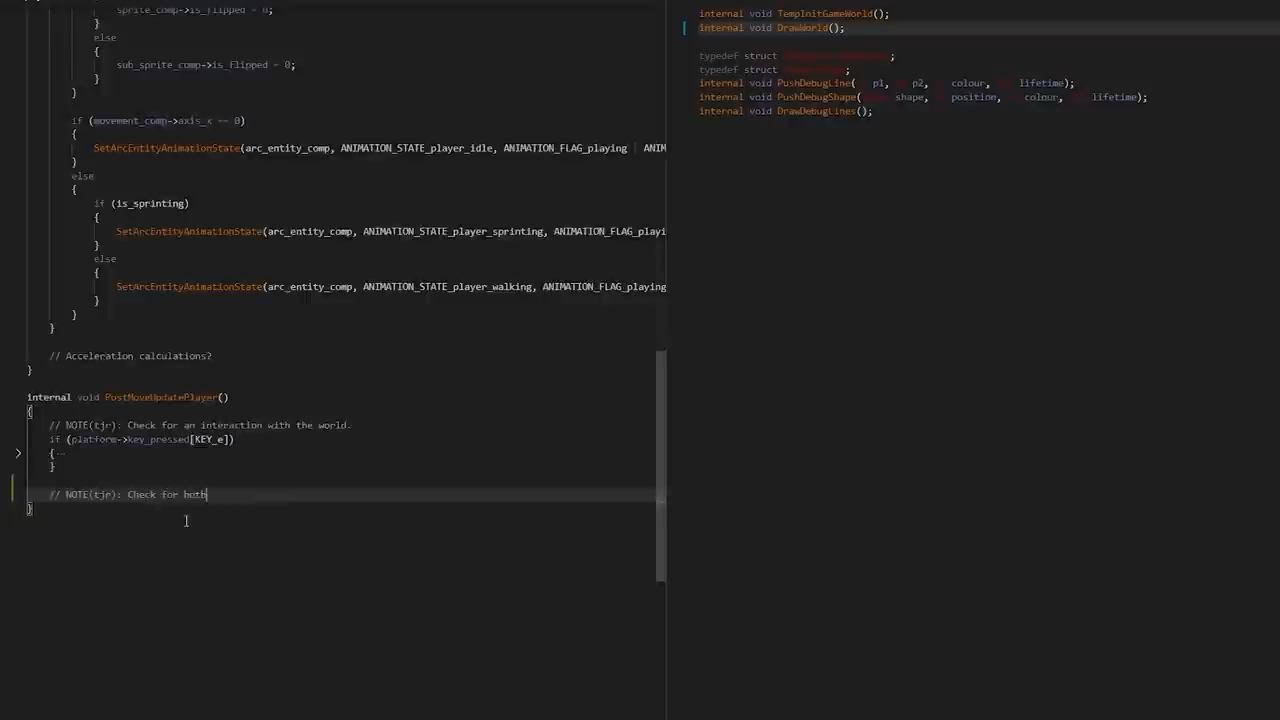 sprite_comp->is_flipped = 0;
}
else
{
sub_sprite_comp->is_flipped = 0;
}
}
if (movement_comp->axis_x == 0)
{
SetArcEntityAnimationState(arc_entity_comp, ANIMATION_STATE_player_idle, ANIMATION_FLAG_playing | ANIM
}
else
{
if (is_sprinting)
{
SetArcEntityAnimationState(arc_entity_comp, ANIMATION_STATE_player_sprinting, ANIMATION_FLAG_playi
}
else
{
SetArcEntityAnimationState(arc_entity_comp, ANIMATION_STATE_player_walking, ANIMATION_FLAG_playing
}
}
}
// Acceleration calculations?
}
internal void PostMoveUpdatePlayer()
{
// NOTE(tjr): Check for an interaction with the world.
if (platform->key_pressed[KEY_e])
{...
}
// NOTE(tjr): Check for hotb
}
internal void TempInitGameWorld();
internal void DrawWorld();
typedef struct ;
typedef struct ;
internal void PushDebugLine( p1, p2, colour, lifetime);
internal void PushDebugShape( shape, position, colour, lifetime);
internal void DrawDebugLines();